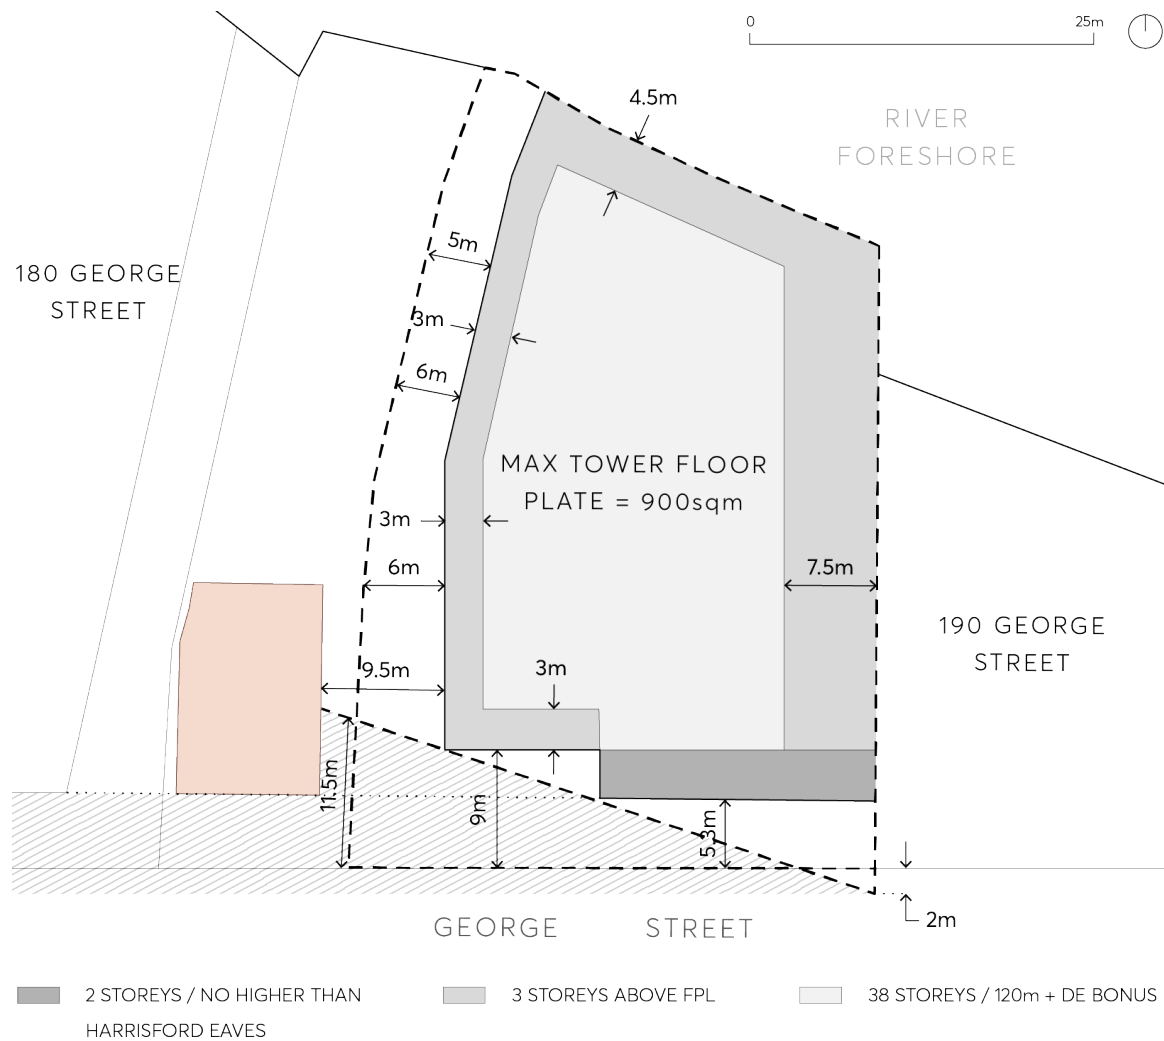 0
25m
4.5m
RIVER
FORESHORE
5m
180 GEORGE
STREET
3m
6m
MAX TOWER FLOOR
PLATE = 900sqm
3m
6m
7.5m
190 GEORGE
STREET
9.5m
3m
11.5m
9m
5.3m
2m
GEORGE STREET
2 STOREYS / NO HIGHER THAN
HARRISFORD EAVES
3 STOREYS ABOVE FPL
38 STOREYS / 120m + DE BONUS